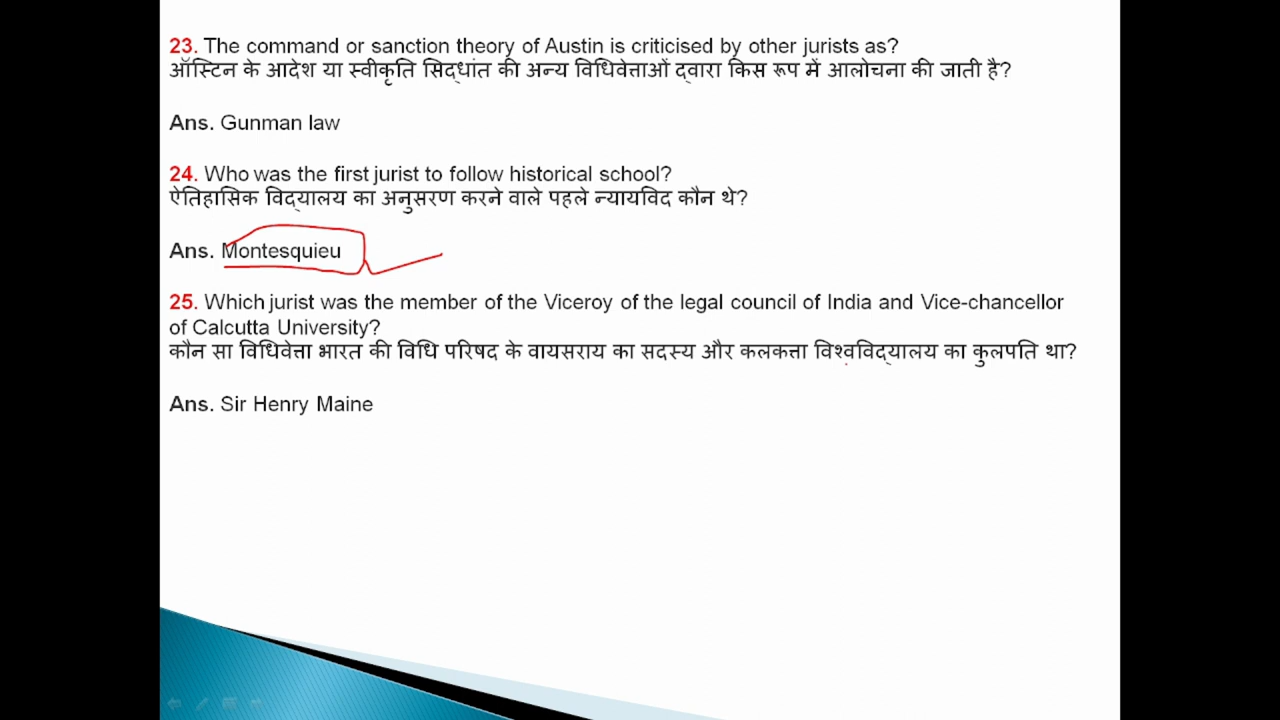 23. The command or sanction theory of Austin is criticised by other jurists as?
ऑस्टिन के आदेश या स्वीकृति सिद्धांत की अन्य विधिवेत्ताओं द्वारा किस रूप में आलोचना की जाती है?
Ans. Gunman law
24. Who was the first jurist to follow historical school?
ऐतिहासिक विद्यालय का अनुसरण करने वाले पहले न्यायविद कौन थे?
Ans. Montesquieu
25. Which jurist was the member of the Viceroy of the legal council of India and Vice-chancellor
of Calcutta University?
कौन सा विधिवेत्ता भारत की विधि परिषद के वायसराय का सदस्य और कलकत्ता विश्वविद्यालय का कुलपति था?
Ans. Sir Henry Maine